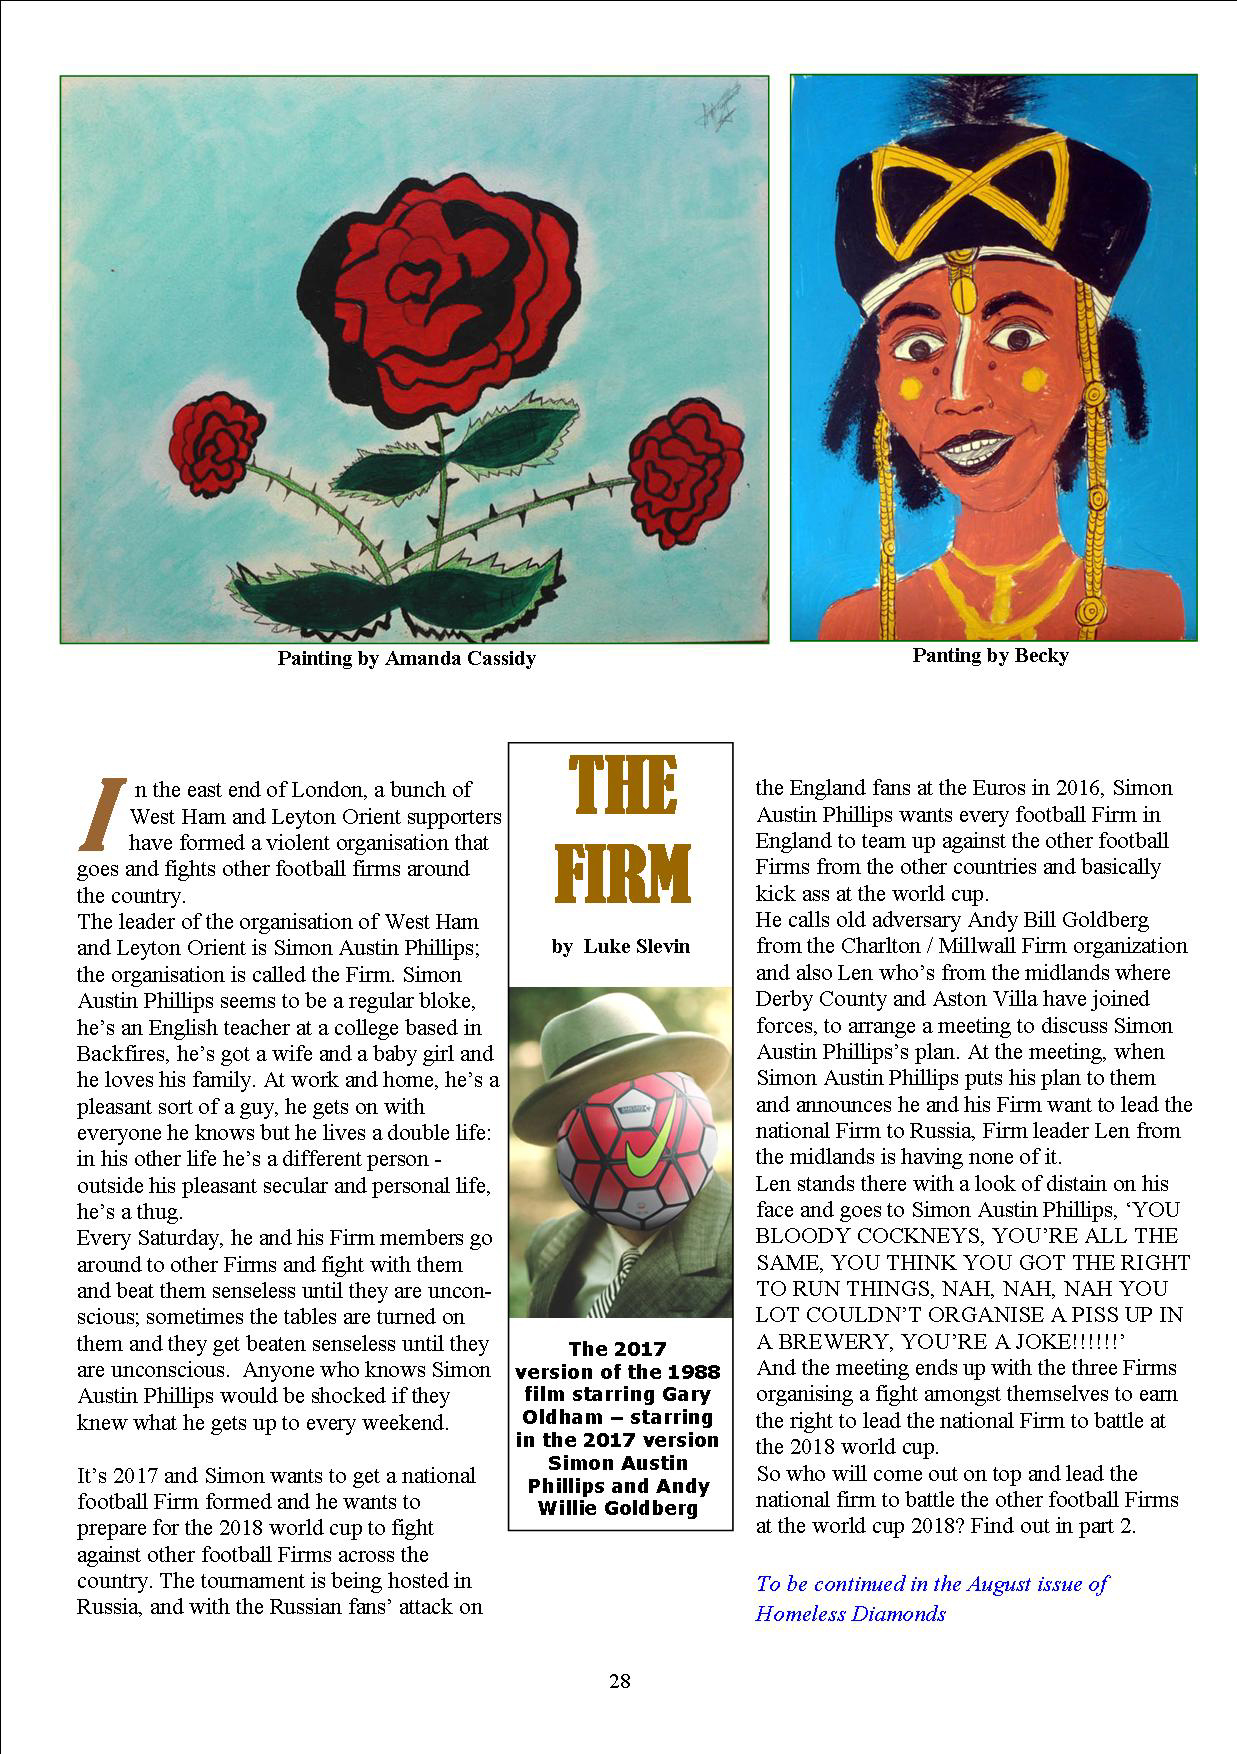 Painting by Amanda Cassidy
Panting by Becky
In the east end of London, a bunch of
West Ham and Leyton Orient supporters
have formed a violent organisation that
goes and fights other football firms around
the country.
The leader of the organisation of West Ham
and Leyton Orient is Simon Austin Phillips;
the organisation is called the Firm. Simon
Austin Phillips seems to be a regular bloke,
he’s an English teacher at a college based in
Backfires, he’s got a wife and a baby girl and
he loves his family. At work and home, he’s a
pleasant sort of a guy, he gets on with
everyone he knows but he lives a double life:
in his other life he’s a different person -
outside his pleasant secular and personal life,
he’s a thug.
Every Saturday, he and his Firm members go
around to other Firms and fight with them
and beat them senseless until they are uncon-
scious; sometimes the tables are turned on
them and they get beaten senseless until they
are unconscious.  Anyone who knows Simon
Austin Phillips would be shocked if they
knew what he gets up to every weekend.
It’s 2017 and Simon wants to get a national
football Firm formed and he wants to
prepare for the 2018 world cup to fight
against other football Firms across the
country. The tournament is being hosted in
Russia, and with the Russian fans’ attack on
THE
FIRM
by  Luke Slevin
The 2017
version of the 1988
film starring Gary
Oldham – starring
in the 2017 version
Simon Austin
Phillips and Andy
Willie Goldberg
the England fans at the Euros in 2016, Simon
Austin Phillips wants every football Firm in
England to team up against the other football
Firms from the other countries and basically
kick ass at the world cup.
He calls old adversary Andy Bill Goldberg
from the Charlton / Millwall Firm organization
and also Len who’s from the midlands where
Derby County and Aston Villa have joined
forces, to arrange a meeting to discuss Simon
Austin Phillips’s plan. At the meeting, when
Simon Austin Phillips puts his plan to them
and announces he and his Firm want to lead the
national Firm to Russia, Firm leader Len from
the midlands is having none of it.
Len stands there with a look of distain on his
face and goes to Simon Austin Phillips, ‘YOU
BLOODY COCKNEYS, YOU’RE ALL THE
SAME, YOU THINK YOU GOT THE RIGHT
TO RUN THINGS, NAH, NAH, NAH YOU
LOT COULDN’T ORGANISE A PISS UP IN
A BREWERY, YOU’RE A JOKE!!!!!!’
And the meeting ends up with the three Firms
organising a fight amongst themselves to earn
the right to lead the national Firm to battle at
the 2018 world cup.
So who will come out on top and lead the
national firm to battle the other football Firms
at the world cup 2018? Find out in part 2.
To be continued in the August issue of
Homeless Diamonds
28